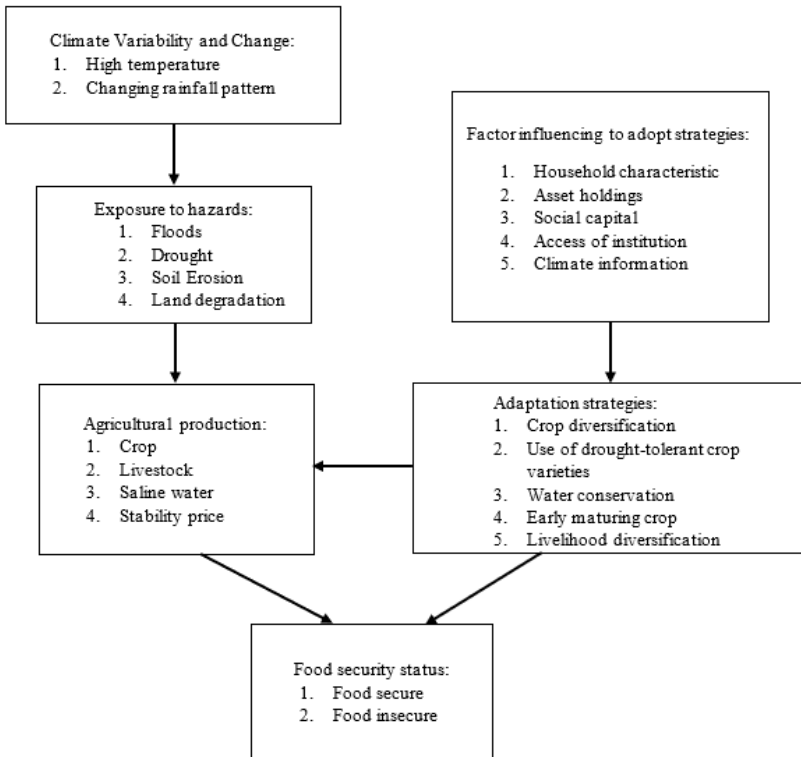 Climate Variability and Change:
1. High temperature
2. Changing rainfall pattern
Factor influencing to adopt strategies:
1. Household characteristic
2. Asset holdings
3. Social capital
4. Access of institution
5. Climate information
Exposure to hazards:
1. Floods
2. Drought
3. Soil Erosion
4. Land degradation
Agricultural production:
1. Crop
2. Livestock
3. Saline water
4. Stability price
Adaptation strategies:
1. Crop diversification
2. Use of drought-tolerant crop
varieties
3. Water conservation
4. Early maturing crop
5. Livelihood diversification
Food security status:
1. Food secure
2. Food insecure